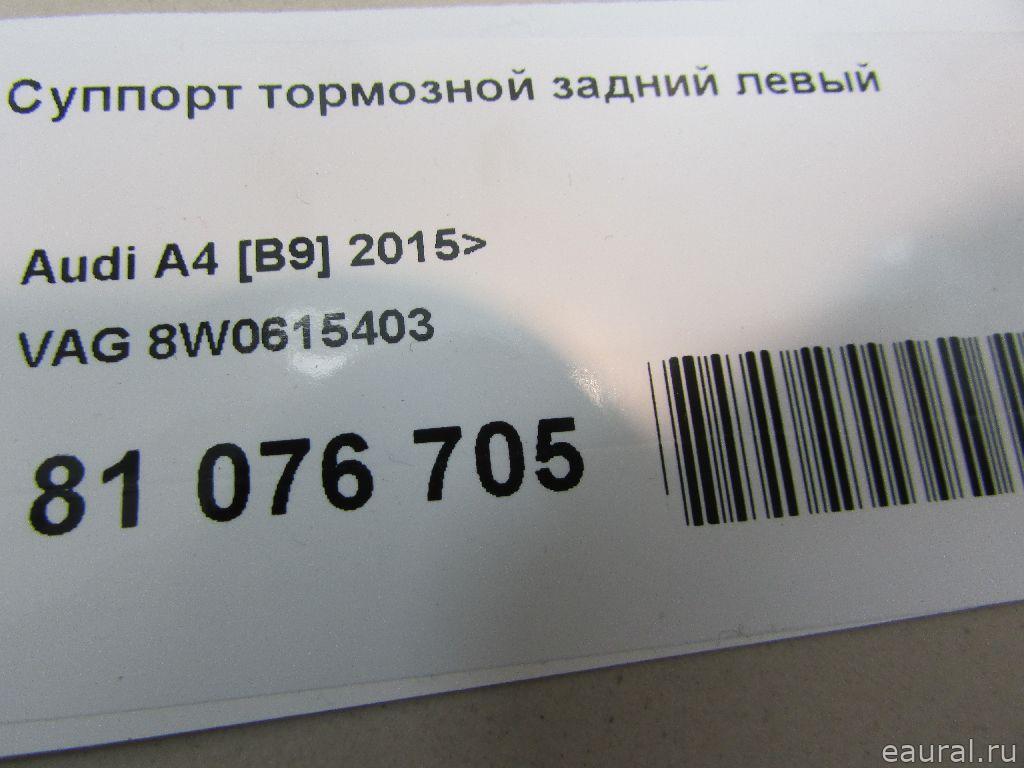 Суппорт тормозной задний левый
Audi A4 [B9] 2015>
VAG 8W0615403
81 076 705
eaural.ru